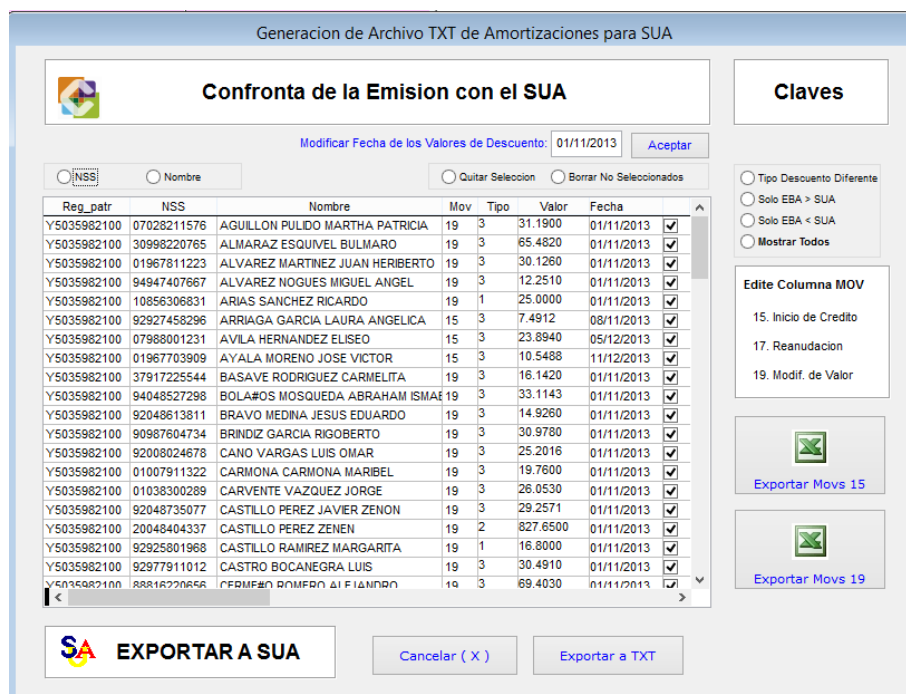 Generacion de Archivo TXT de Amortizaciones para SUA
Confronta de la Emision con el SUA
Claves
Modificar Fecha de los Valores de Descuento: 01/11/2013 Aceptar
NSS Nombre Quitar Seleccion Borrar No Seleccionados
Tipo Descuento Diferente
Solo EBA > SUA
Solo EBA < SUA
Mostrar Todos
Reg_patr NSS Nombre Mov Tipo Valor Fecha
Y5035982100 07028211576 AGUILLON PULIDO MARTHA PATRICIA 19 3 31.1900 01/11/2013
Y5035982100 30998220765 ALMARAZ ESQUIVEL BULMARO 19 3 65.4820 01/11/2013
Y5035982100 01967811223 ALVAREZ MARTINEZ JUAN HERIBERTO 19 3 30.1260 01/11/2013
Y5035982100 94947407667 ALVAREZ NOGUES MIGUEL ANGEL 19 3 12.2510 01/11/2013
Y5035982100 10856306831 ARIAS SANCHEZ RICARDO 19 1 25.0000 01/11/2013
Y5035982100 92927458296 ARRIAGA GARCIA LAURA ANGELICA 15 3 7.4912 08/11/2013
Y5035982100 07988001231 AVILA HERNANDEZ ELISEO 15 3 23.8940 05/12/2013
Y5035982100 01967703909 AYALA MORENO JOSE VICTOR 15 3 10.5488 11/12/2013
Y5035982100 37917225544 BASAVE RODRIGUEZ CARMELITA 19 3 16.1420 01/11/2013
Y5035982100 94048527298 BOLA#OS MOSQUEDA ABRAHAM ISMAE 19 3 33.1143 01/11/2013
Y5035982100 92048613811 BRAVO MEDINA JESUS EDUARDO 19 3 14.9260 01/11/2013
Y5035982100 90987604734 BRINDIZ GARCIA RIGOBERTO 19 3 30.9780 01/11/2013
Y5035982100 92008024678 CANO VARGAS LUIS OMAR 19 3 25.2016 01/11/2013
Y5035982100 01007911322 CARMONA CARMONA MARIBEL 19 3 19.7600 01/11/2013
Y5035982100 01038300289 CARVENTE VAZQUEZ JORGE 19 3 26.0530 01/11/2013
Y5035982100 92048735077 CASTILLO PEREZ JAVIER ZENON 19 3 29.2571 01/11/2013
Y5035982100 20048404337 CASTILLO PEREZ ZENEN 19 2 827.6500 01/11/2013
Y5035982100 92925801968 CASTILLO RAMIREZ MARGARITA 19 1 16.8000 01/11/2013
Y5035982100 92977911012 CASTRO BOCANEGRA LUIS 19 3 30.4910 01/11/2013
Y5035982100 88816220656 CERME#O ROMERO ALEJANDRO 19 3 69.4030 01/11/2013
Edite Columna MOV
15. Inicio de Credito
17. Reanudacion
19. Modif. de Valor
Exportar Movs 15
Exportar Movs 19
SUA EXPORTAR A SUA
Cancelar ( X )
Exportar a TXT